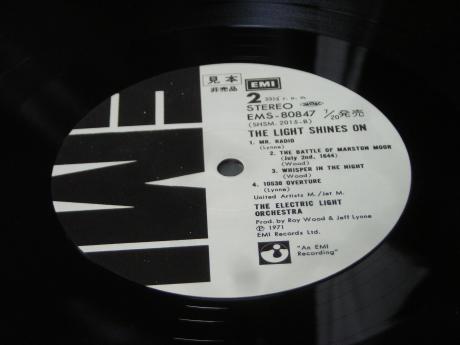 EMI
見本
非売品
EMI
2 33⅓ r. p. m.
STEREO
EMS-80847 7/20発売
(SHSM. 2015-B)
THE LIGHT SHINES ON
1. MR. RADIO
(Lynne)
2. THE BATTLE OF MARSTON MOOR
(July 2nd, 1644)
(Wood)
3. WHISPER IN THE NIGHT
(Wood)
4. 10538 OVERTURE
(Lynne)
United Artists M./Jet M.
THE ELECTRIC LIGHT
ORCHESTRA
Prod. by Roy Wood & Jeff Lynne
Ⓟ 1971
EMI Records Ltd.
"An EMI
Recording"